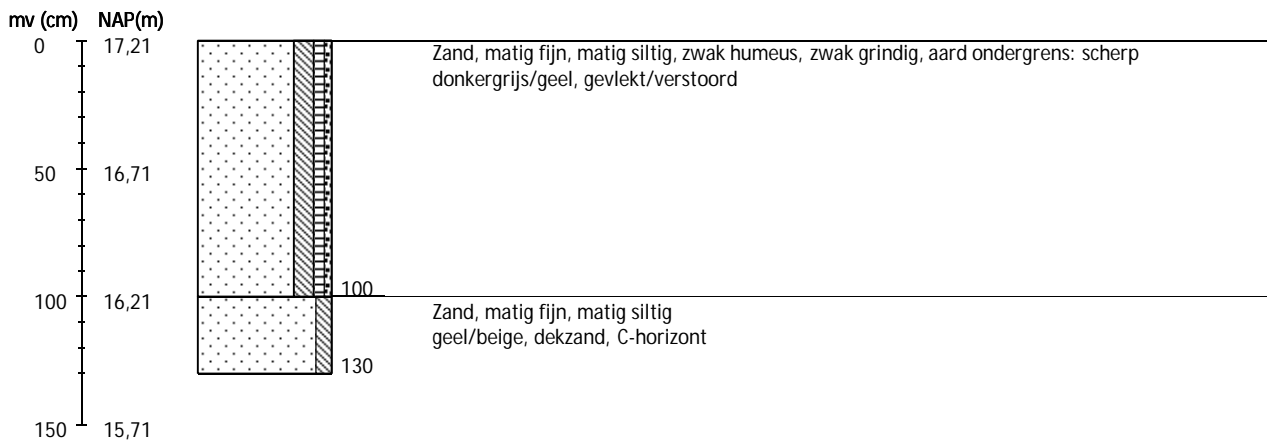 mv (cm) NAP(m)
0 17,21
Zand, matig fijn, matig siltig, zwak humeus, zwak grindig, aard ondergrens: scherp
donkergrijs/geel, gevlekt/verstoord
50 16,71
100
100 16,21
Zand, matig fijn, matig siltig
geel/beige, dekzand, C-horizont
130
150 15,71